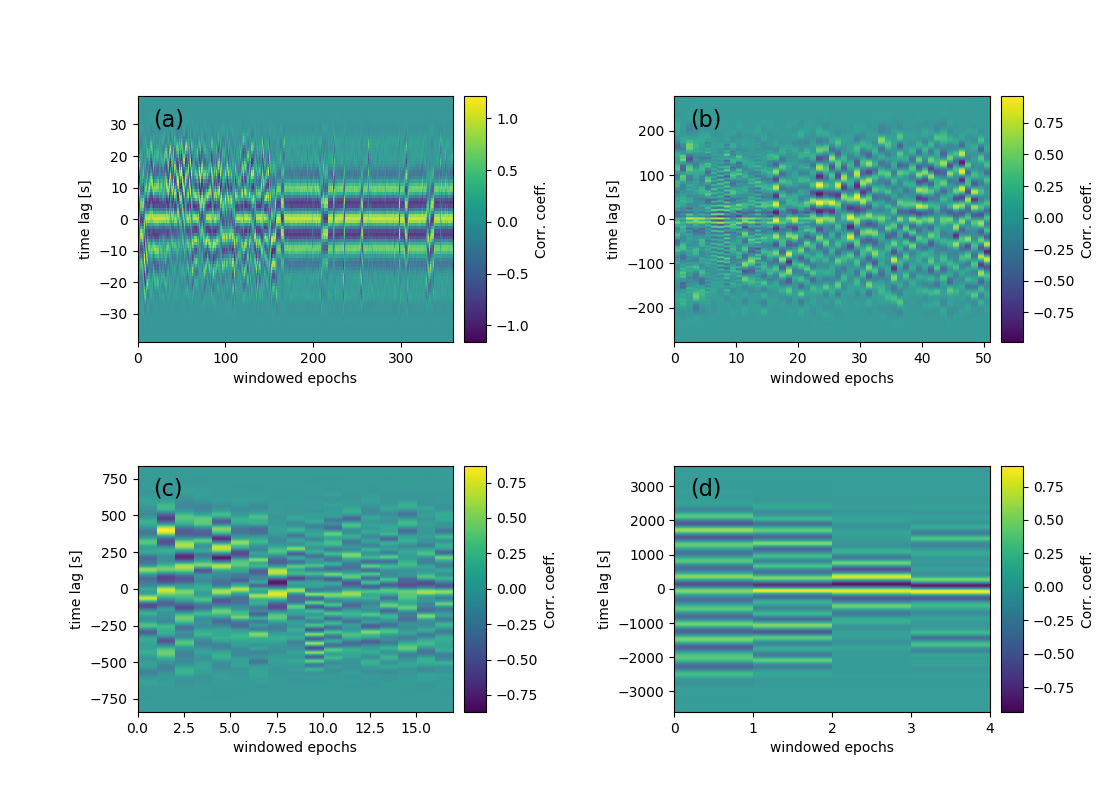 (a)
time lag [s]
30
20
10
0
−10
−20
−30
0 100 200 300
windowed epochs
1.0
0.5
0.0
−0.5
−1.0
Corr. coeff.
(b)
time lag [s]
200
100
0
−100
−200
0 10 20 30 40 50
windowed epochs
0.75
0.50
0.25
0.00
−0.25
−0.50
−0.75
Corr. coeff.
(c)
time lag [s]
750
500
250
0
−250
−500
−750
0.0 2.5 5.0 7.5 10.0 12.5 15.0
windowed epochs
0.75
0.50
0.25
0.00
−0.25
−0.50
−0.75
Corr. coeff.
(d)
time lag [s]
3000
2000
1000
0
−1000
−2000
−3000
0 1 2 3 4
windowed epochs
0.75
0.50
0.25
0.00
−0.25
−0.50
−0.75
Corr. coeff.